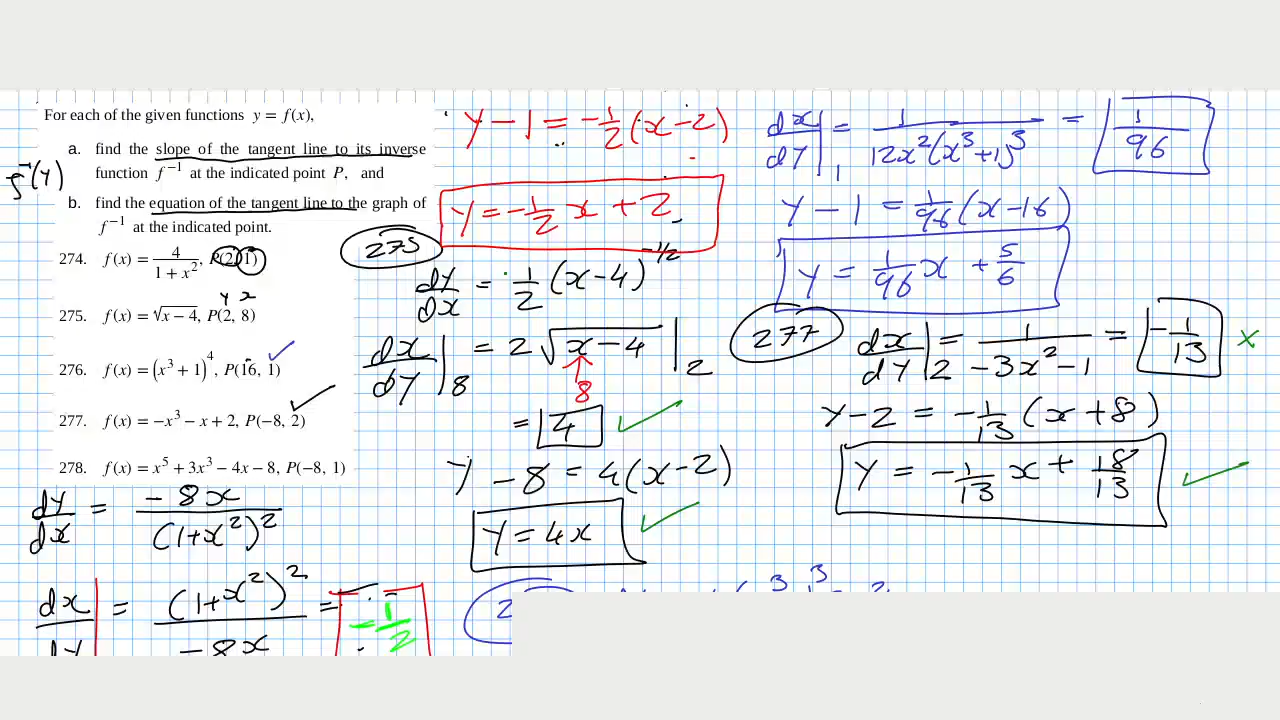 For each of the given functions y = f(x),
a. find the slope of the tangent line to its inverse
function f⁻¹ at the indicated point P, and
f⁻¹(y)
b. find the equation of the tangent line to the graph of
f⁻¹ at the indicated point.
274. f(x) = 4/(1 + x²), P(2, 1)
y x
275. f(x) = √x − 4, P(2, 8)
276. f(x) = (x³ + 1)⁴, P(16, 1)
277. f(x) = −x³ − x + 2, P(−8, 2)
278. f(x) = x⁵ + 3x³ − 4x − 8, P(−8, 1)
dy/dx = −8x/(1+x²)²
dx/dy = (1+x²)²/−8x = −1/2
y − 1 = −1/2 (x − 2)
y = −1/2 x + 2
275
dy/dx = 1/2 (x − 4)^−1/2
dx/dy |8 = 2√x − 4 |2
8
= 4 ✓
y − 8 = 4(x − 2)
y = 4x ✓
dx/dy |1 = 1/12x²(x³+1)³ = 1/96
y − 1 = 1/96 (x − 16)
y = 1/96 x + 5/6
277
dx/dy |2 = 1/−3x² − 1 = −1/13 ×
y − 2 = −1/13 (x + 8)
y = −1/13 x + 18/13 ✓